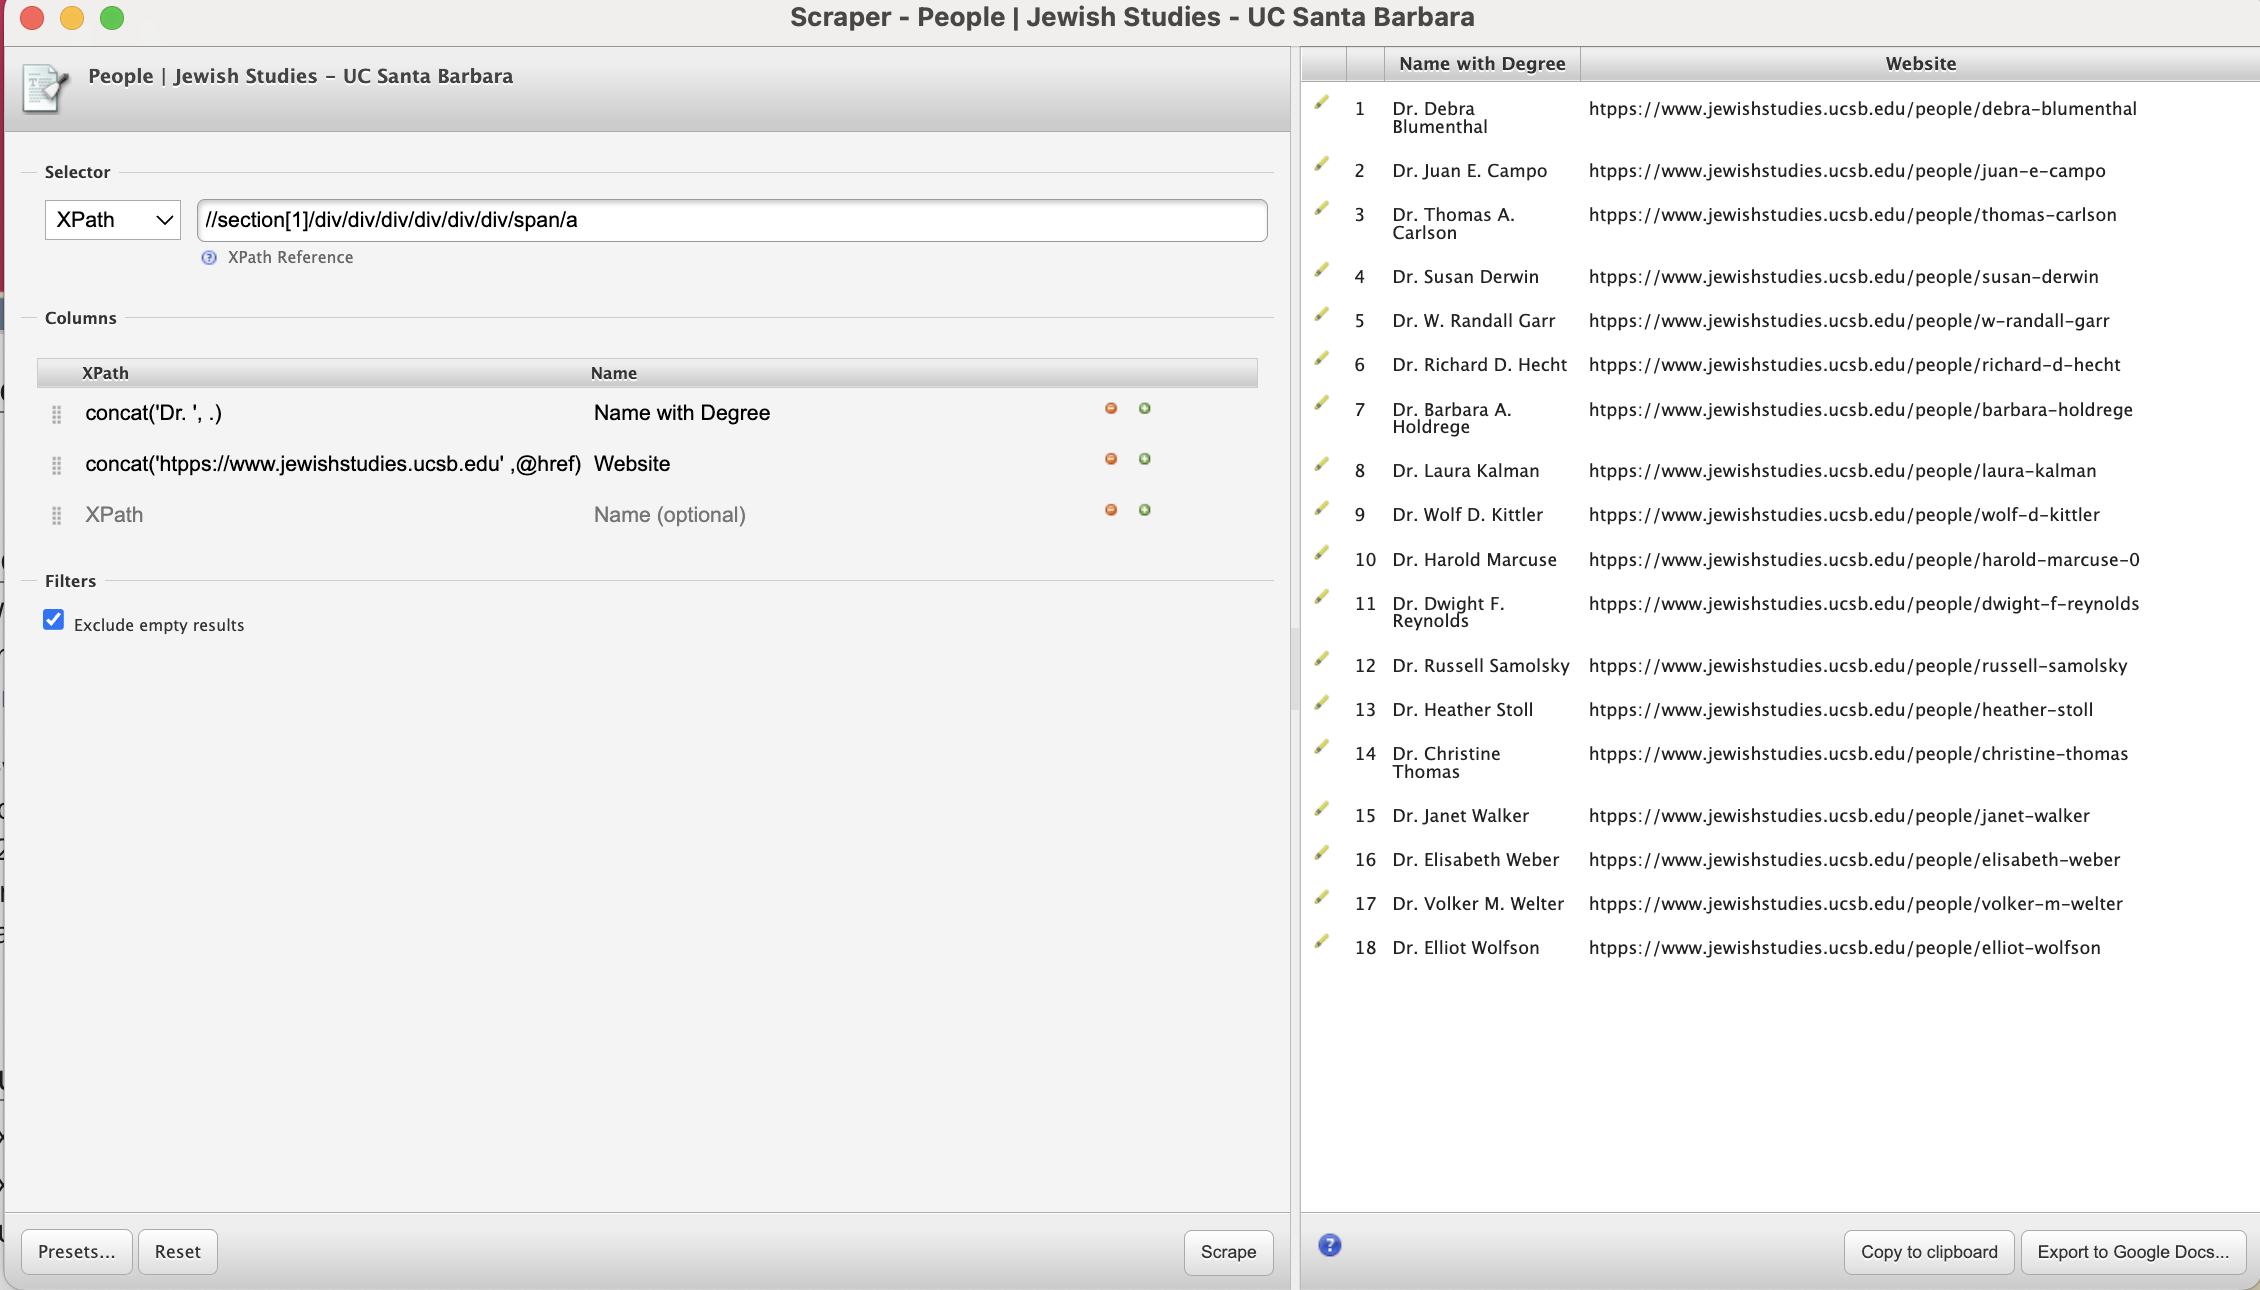 Scraper - People | Jewish Studies - UC Santa Barbara
People | Jewish Studies - UC Santa Barbara
Selector
XPath
//section[1]/div/div/div/div/div/div/span/a
XPath Reference
Columns
XPath Name
concat('Dr. ', .) Name with Degree
concat('htpps://www.jewishstudies.ucsb.edu' ,@href) Website
XPath Name (optional)
Filters
Exclude empty results
Presets...
Reset
Scrape
Name with Degree Website
1 Dr. Debra Blumenthal htpps://www.jewishstudies.ucsb.edu/people/debra-blumenthal
2 Dr. Juan E. Campo htpps://www.jewishstudies.ucsb.edu/people/juan-e-campo
3 Dr. Thomas A. Carlson htpps://www.jewishstudies.ucsb.edu/people/thomas-carlson
4 Dr. Susan Derwin htpps://www.jewishstudies.ucsb.edu/people/susan-derwin
5 Dr. W. Randall Garr htpps://www.jewishstudies.ucsb.edu/people/w-randall-garr
6 Dr. Richard D. Hecht htpps://www.jewishstudies.ucsb.edu/people/richard-d-hecht
7 Dr. Barbara A. Holdrege htpps://www.jewishstudies.ucsb.edu/people/barbara-holdrege
8 Dr. Laura Kalman htpps://www.jewishstudies.ucsb.edu/people/laura-kalman
9 Dr. Wolf D. Kittler htpps://www.jewishstudies.ucsb.edu/people/wolf-d-kittler
10 Dr. Harold Marcuse htpps://www.jewishstudies.ucsb.edu/people/harold-marcuse-0
11 Dr. Dwight F. Reynolds htpps://www.jewishstudies.ucsb.edu/people/dwight-f-reynolds
12 Dr. Russell Samolsky htpps://www.jewishstudies.ucsb.edu/people/russell-samolsky
13 Dr. Heather Stoll htpps://www.jewishstudies.ucsb.edu/people/heather-stoll
14 Dr. Christine Thomas htpps://www.jewishstudies.ucsb.edu/people/christine-thomas
15 Dr. Janet Walker htpps://www.jewishstudies.ucsb.edu/people/janet-walker
16 Dr. Elisabeth Weber htpps://www.jewishstudies.ucsb.edu/people/elisabeth-weber
17 Dr. Volker M. Welter htpps://www.jewishstudies.ucsb.edu/people/volker-m-welter
18 Dr. Elliot Wolfson htpps://www.jewishstudies.ucsb.edu/people/elliot-wolfson
Copy to clipboard
Export to Google Docs...